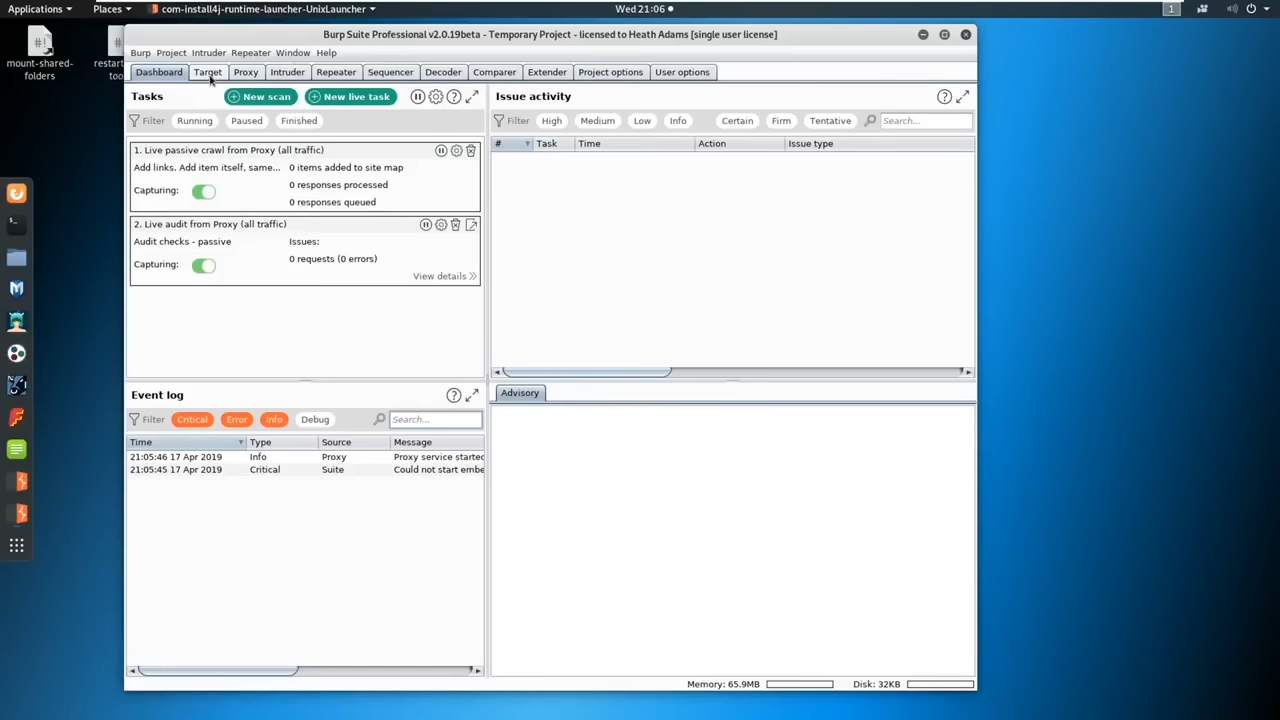 Applications
Places
com-install4j-runtime-launcher-UnixLauncher
Wed 21:06
1
mount-shared-folders
restart
too
Burp Suite Professional v2.0.19beta - Temporary Project - licensed to Heath Adams [single user license]
Burp Project Intruder Repeater Window Help
Dashboard Target Proxy Intruder Repeater Sequencer Decoder Comparer Extender Project options User options
Tasks
New scan
New live task
Filter Running Paused Finished
1. Live passive crawl from Proxy (all traffic)
Add links. Add item itself, same...
0 items added to site map
0 responses processed
Capturing:
0 responses queued
2. Live audit from Proxy (all traffic)
Audit checks - passive
Issues:
0 requests (0 errors)
Capturing:
View details
Issue activity
Filter High Medium Low Info Certain Firm Tentative Search...
# Task Time Action Issue type
Event log
Filter Critical Error Info Debug Search...
Time Type Source Message
21:05:46 17 Apr 2019 Info Proxy Proxy service started
21:05:45 17 Apr 2019 Critical Suite Could not start embe
Advisory
Memory: 65.9MB
Disk: 32KB